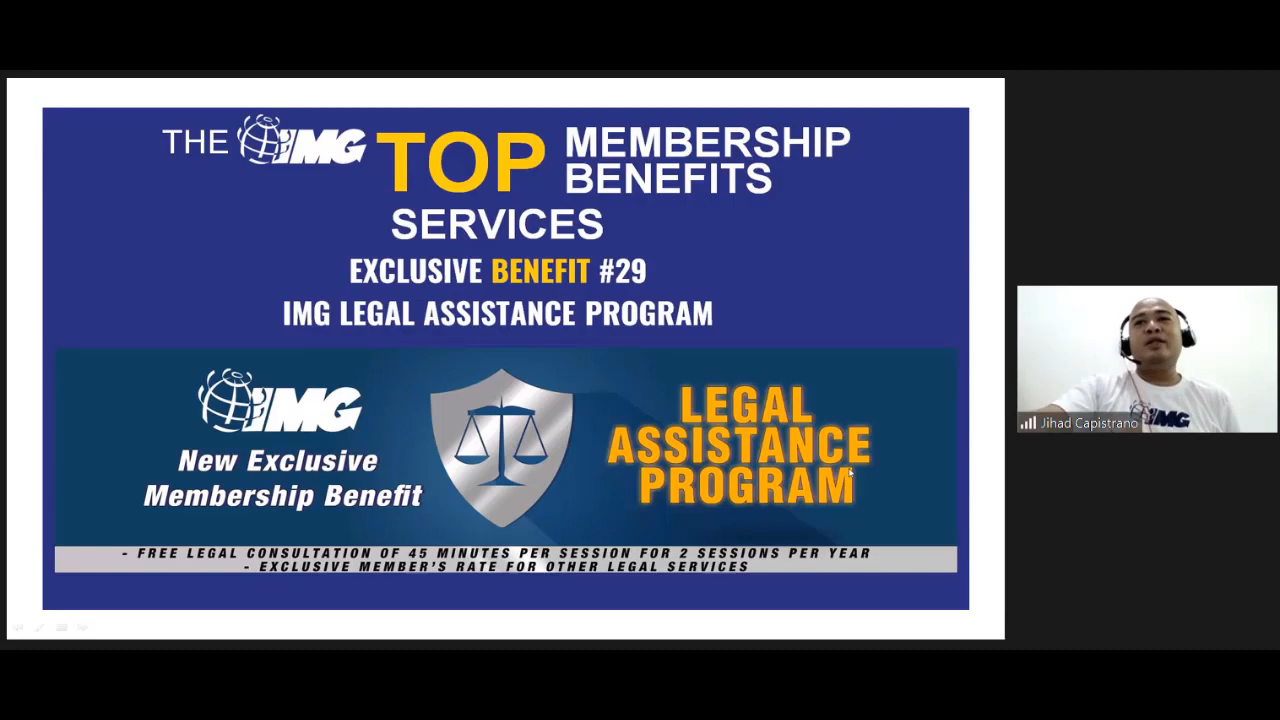 THE IMG TOP MEMBERSHIP
BENEFITS
SERVICES
EXCLUSIVE BENEFIT #29
IMG LEGAL ASSISTANCE PROGRAM
IMG
New Exclusive
Membership Benefit
LEGAL
ASSISTANCE
PROGRAM
- FREE LEGAL CONSULTATION OF 45 MINUTES PER SESSION FOR 2 SESSIONS PER YEAR
- EXCLUSIVE MEMBER'S RATE FOR OTHER LEGAL SERVICES
IMG
Jihad Capistrano